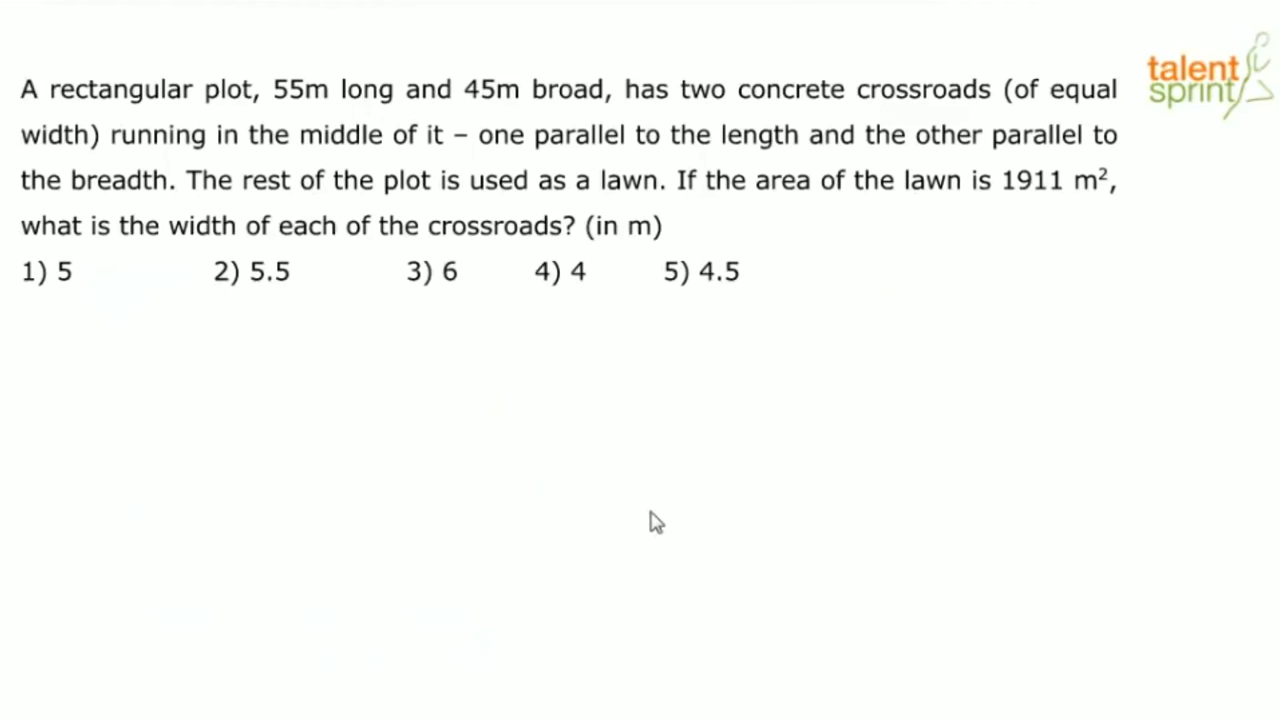 talent
sprint
A rectangular plot, 55m long and 45m broad, has two concrete crossroads (of equal
width) running in the middle of it – one parallel to the length and the other parallel to
the breadth. The rest of the plot is used as a lawn. If the area of the lawn is 1911 m²,
what is the width of each of the crossroads? (in m)
1) 5 2) 5.5 3) 6 4) 4 5) 4.5